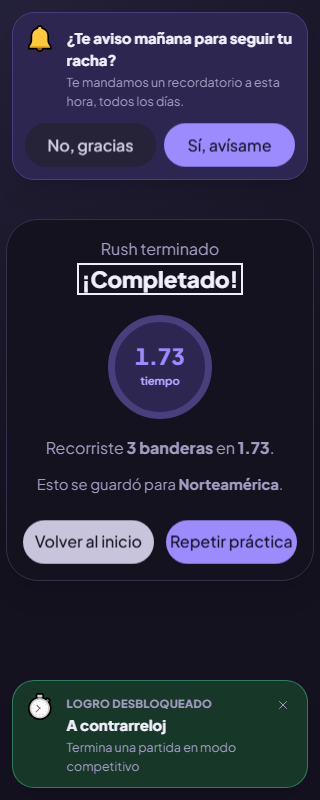 ¿Te aviso mañana para seguir tu
racha?
Te mandamos un recordatorio a esta
hora, todos los días.
No, gracias
Sí, avísame
Rush terminado
¡Completado!
1.73
tiempo
Recorriste 3 banderas en 1.73.
Esto se guardó para Norteamérica.
Volver al inicio
Repetir práctica
LOGRO DESBLOQUEADO
A contrarreloj
Termina una partida en modo
competitivo